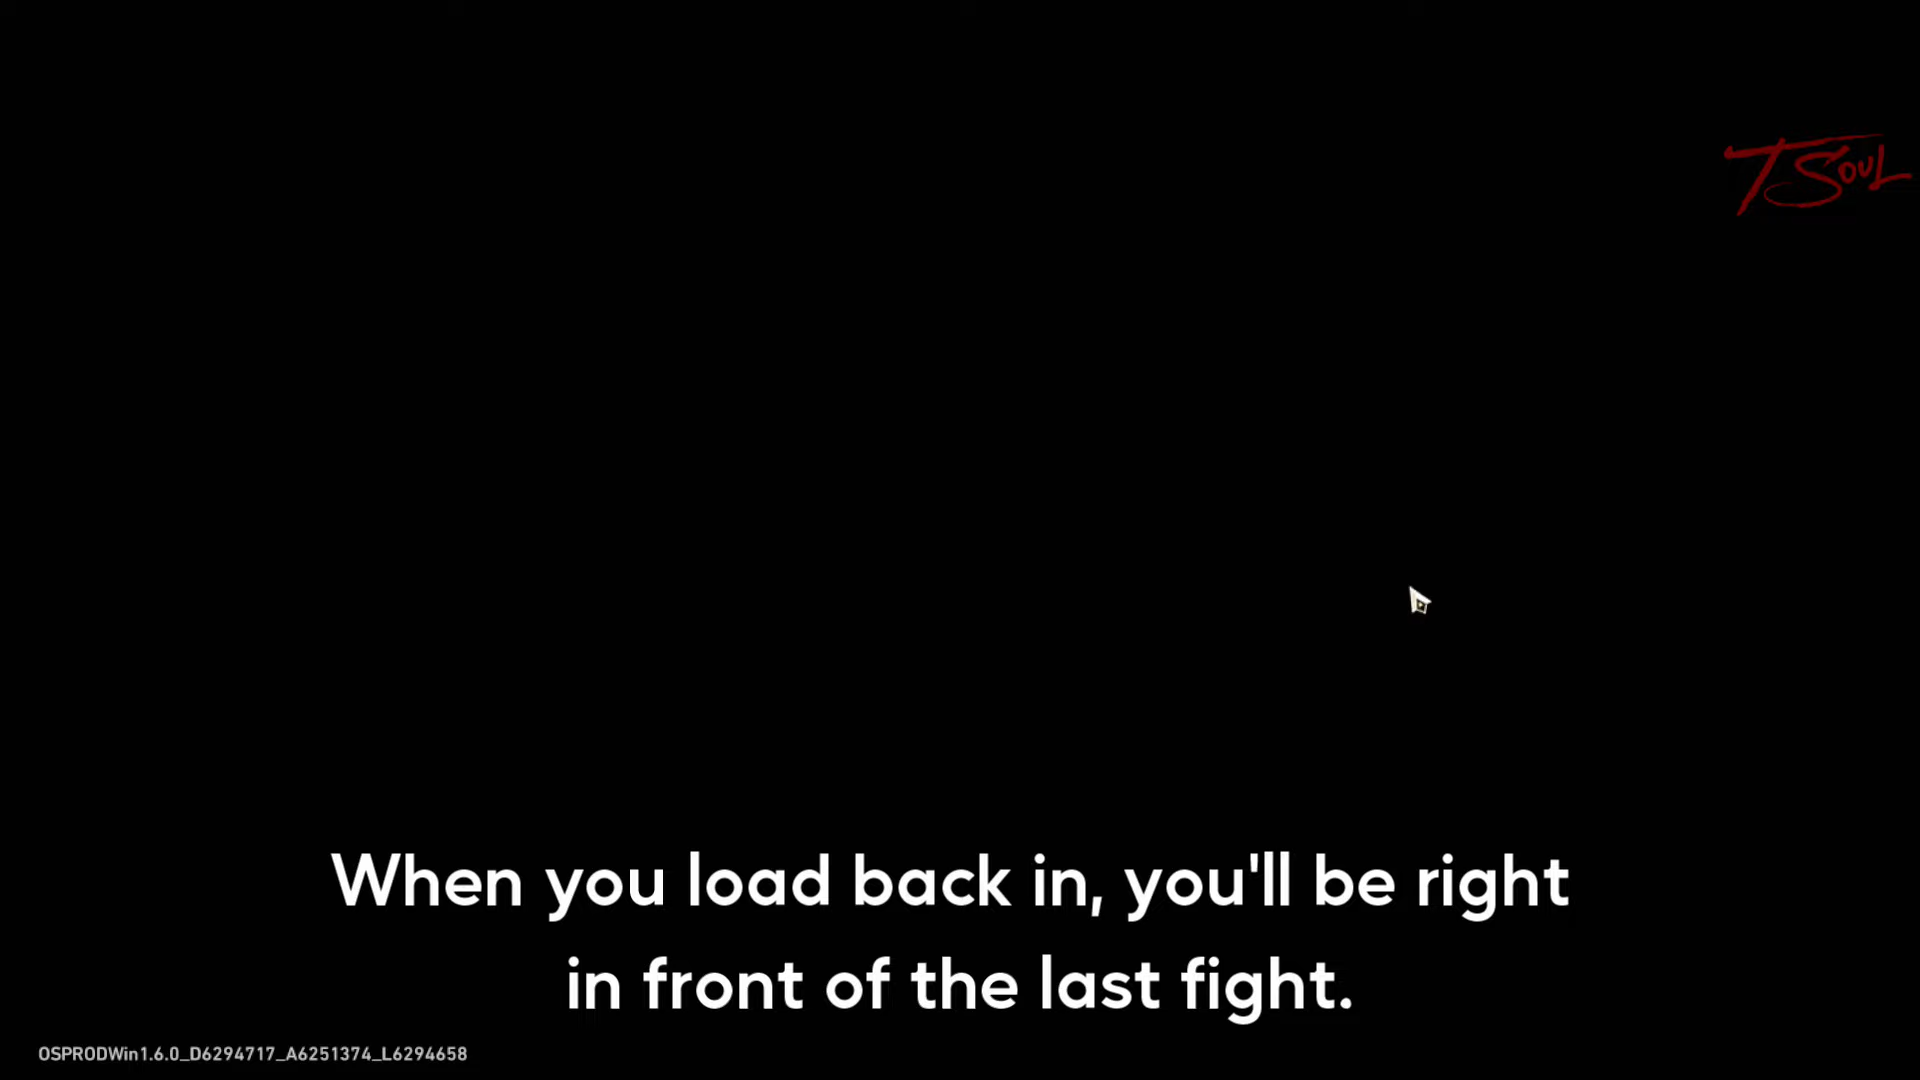 TSOUL
When you load back in, you'll be right
in front of the last fight.
OSPRODWin1.6.0_D6294717_A6251374_L6294658